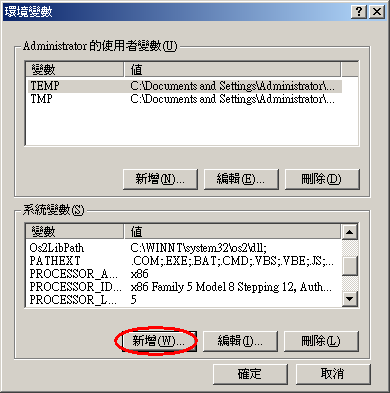 環境變數
Administrator 的使用者變數(U)
變數 值
TEMP C:\Documents and Settings\Administrator\...
TMP C:\Documents and Settings\Administrator\...
新增(N)... 編輯(E)... 刪除(D)
系統變數(S)
變數 值
Os2LibPath C:\WINNT\system32\os2\dll;
PATHEXT .COM;.EXE;.BAT;.CMD;.VBS;.VBE;.JS;...
PROCESSOR_A... x86
PROCESSOR_ID... x86 Family 5 Model 8 Stepping 12, Auth...
PROCESSOR_L... 5
新增(W)... 編輯(I)... 刪除(L)
確定 取消